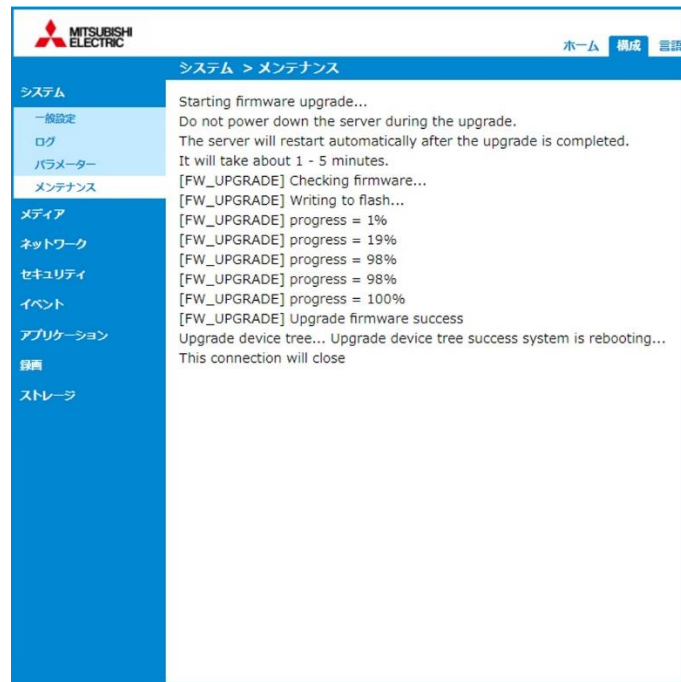 MITSUBISHI
ELECTRIC
ホーム 構成 言語
システム > メンテナンス
システム
一般設定
ログ
パラメーター
メンテナンス
メディア
ネットワーク
セキュリティ
イベント
アプリケーション
録画
ストレージ
Starting firmware upgrade...
Do not power down the server during the upgrade.
The server will restart automatically after the upgrade is completed.
It will take about 1 - 5 minutes.
[FW_UPGRADE] Checking firmware...
[FW_UPGRADE] Writing to flash...
[FW_UPGRADE] progress = 1%
[FW_UPGRADE] progress = 19%
[FW_UPGRADE] progress = 98%
[FW_UPGRADE] progress = 98%
[FW_UPGRADE] progress = 100%
[FW_UPGRADE] Upgrade firmware success
Upgrade device tree... Upgrade device tree success system is rebooting...
This connection will close